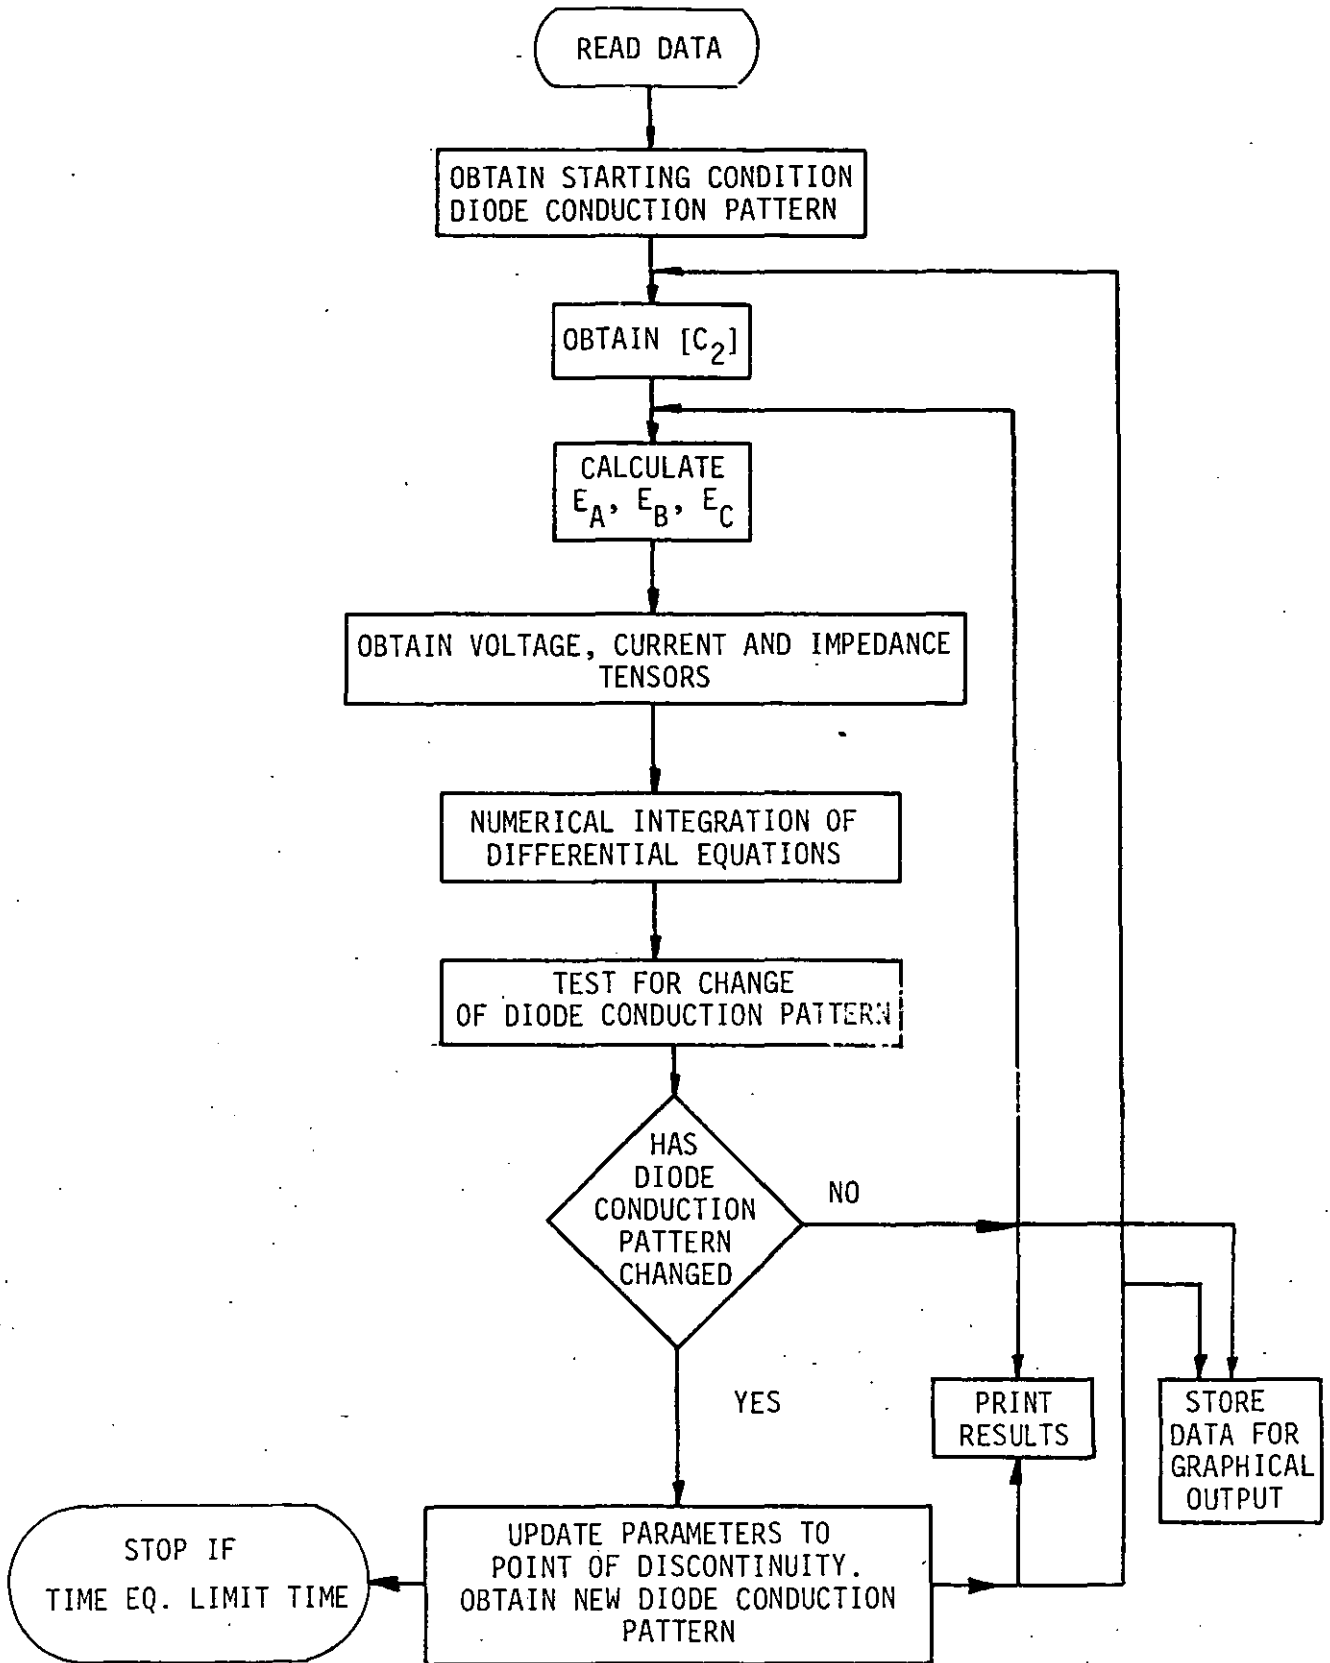 READ DATA
OBTAIN STARTING CONDITION
DIODE CONDUCTION PATTERN
OBTAIN [C2]
CALCULATE
EA, EB, EC
OBTAIN VOLTAGE, CURRENT AND IMPEDANCE
TENSORS
NUMERICAL INTEGRATION OF
DIFFERENTIAL EQUATIONS
TEST FOR CHANGE
OF DIODE CONDUCTION PATTERN
HAS
DIODE
CONDUCTION
PATTERN
CHANGED
NO
YES
PRINT
RESULTS
STORE
DATA FOR
GRAPHICAL
OUTPUT
UPDATE PARAMETERS TO
POINT OF DISCONTINUITY.
OBTAIN NEW DIODE CONDUCTION
PATTERN
STOP IF
TIME EQ. LIMIT TIME